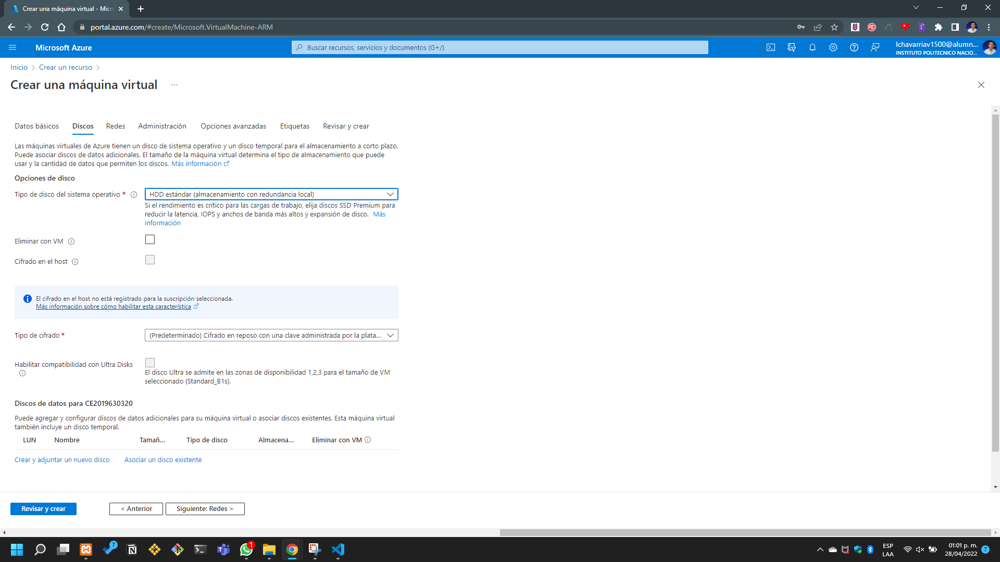 Crear una máquina virtual - Micr
portal.azure.com/#create/Microsoft.VirtualMachine-ARM
Microsoft Azure
Buscar recursos, servicios y documentos (G+/)
lchavarriav1500@alumn...
INSTITUTO POLITECNICO NACIO...
Inicio
Crear un recurso
Crear una máquina virtual
...
Datos básicos
Discos
Redes
Administración
Opciones avanzadas
Etiquetas
Revisar y crear
Las máquinas virtuales de Azure tienen un disco de sistema operativo y un disco temporal para el almacenamiento a corto plazo.
Puede asociar discos de datos adicionales. El tamaño de la máquina virtual determina el tipo de almacenamiento que puede
usar y la cantidad de datos que permiten los discos. Más información
Opciones de disco
Tipo de disco del sistema operativo *
HDD estándar (almacenamiento con redundancia local)
Si el rendimiento es crítico para las cargas de trabajo, elija discos SSD Premium para
reducir la latencia, IOPS y anchos de banda más altos y expansión de disco. Más
información
Eliminar con VM
Cifrado en el host
El cifrado en el host no está registrado para la suscripción seleccionada.
Más información sobre cómo habilitar esta característica
Tipo de cifrado *
(Predeterminado) Cifrado en reposo con una clave administrada por la plata...
Habilitar compatibilidad con Ultra Disks
El disco Ultra se admite en las zonas de disponibilidad 1,2,3 para el tamaño de VM
seleccionado (Standard_B1s).
Discos de datos para CE2019630320
Puede agregar y configurar discos de datos adicionales para su máquina virtual o asociar discos existentes. Esta máquina virtual
también incluye un disco temporal.
LUN
Nombre
Tamañ...
Tipo de disco
Almacena...
Eliminar con VM
Crear y adjuntar un nuevo disco
Asociar un disco existente
Revisar y crear
< Anterior
Siguiente: Redes >
7
1
ESP
LAA
01:01 p. m.
28/04/2022
7